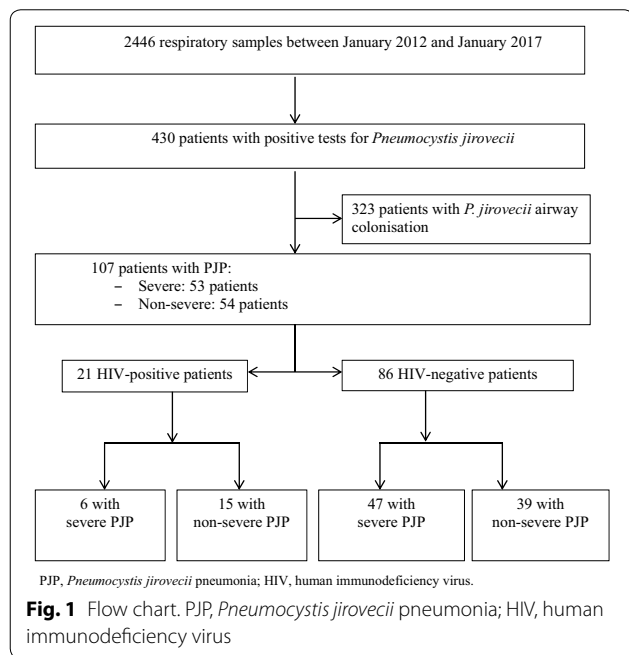 2446 respiratory samples between January 2012 and January 2017
430 patients with positive tests for Pneumocystis jirovecii
323 patients with P. jirovecii airway
colonisation
107 patients with PJP:
– Severe: 53 patients
– Non-severe: 54 patients
21 HIV-positive patients
86 HIV-negative patients
6 with
severe PJP
15 with
non-severe PJP
47 with
severe PJP
39 with
non-severe PJP
PJP, Pneumocystis jirovecii pneumonia; HIV, human immunodeficiency virus.
Fig. 1 Flow chart. PJP, Pneumocystis jirovecii pneumonia; HIV, human
immunodeficiency virus